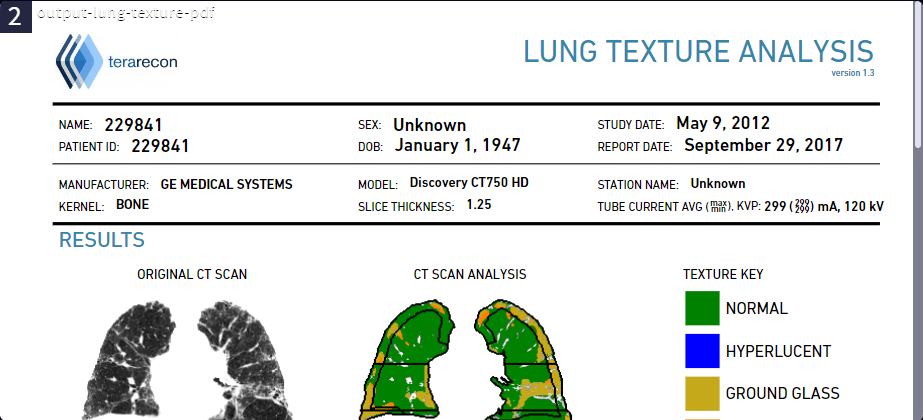 2 output-lung-texture-pdf
terarecon
LUNG TEXTURE ANALYSIS
version 1.3
NAME: 229841 SEX: Unknown STUDY DATE: May 9, 2012
PATIENT ID: 229841 DOB: January 1, 1947 REPORT DATE: September 29, 2017
MANUFACTURER: GE MEDICAL SYSTEMS MODEL: Discovery CT750 HD STATION NAME: Unknown
KERNEL: BONE SLICE THICKNESS: 1.25 TUBE CURRENT AVG (max/min), KVP: 299 (299/299) mA, 120 kV
RESULTS
ORIGINAL CT SCAN CT SCAN ANALYSIS TEXTURE KEY
NORMAL
HYPERLUCENT
GROUND GLASS